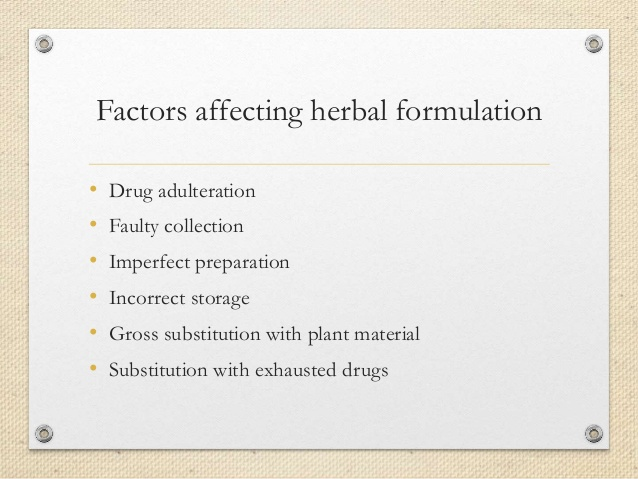 Factors affecting herbal formulation
• Drug adulteration
• Faulty collection
• Imperfect preparation
• Incorrect storage
• Gross substitution with plant material
• Substitution with exhausted drugs